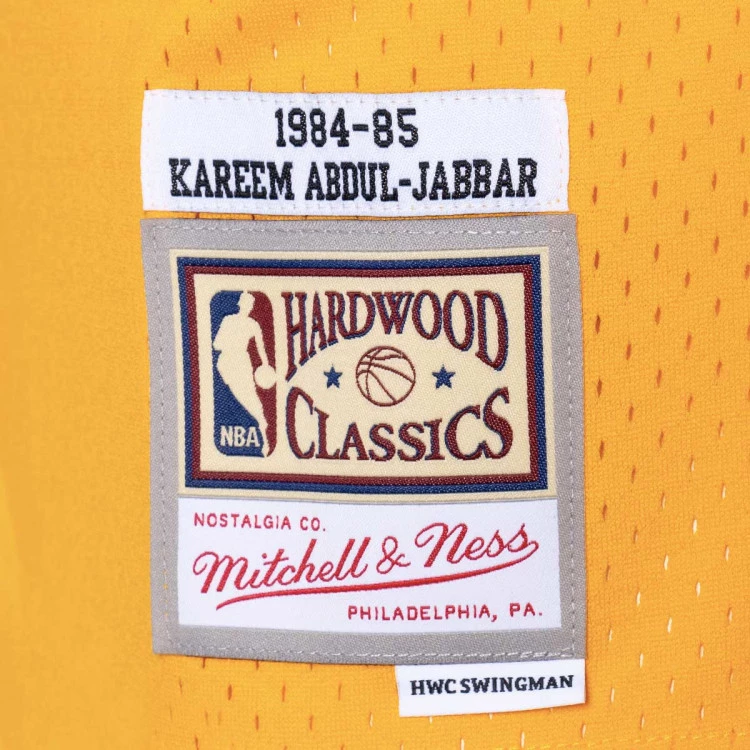 1984-85
KAREEM ABDUL-JABBAR
HARDWOOD
NBA
CLASSICS
NOSTALGIA CO.
Mitchell & Ness
PHILADELPHIA, PA.
HWC SWINGMAN